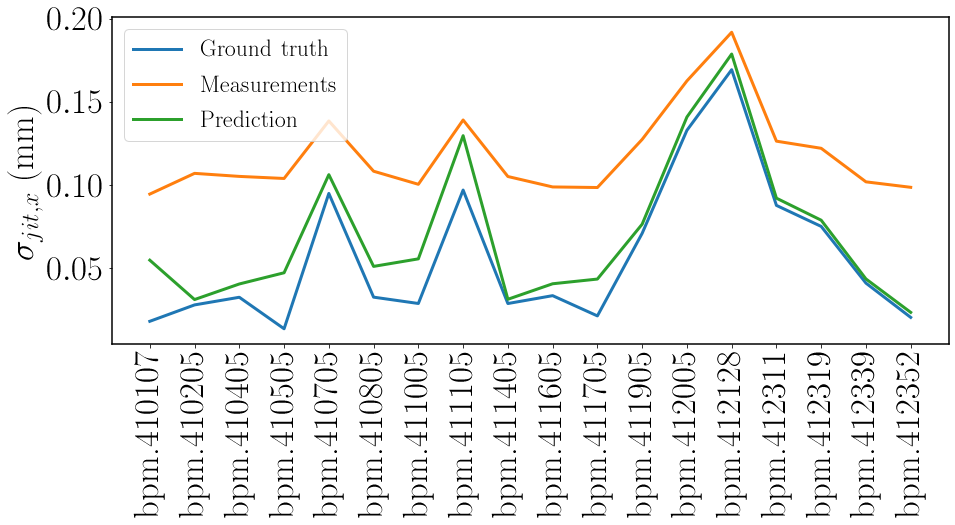 0.20
0.15
0.10
0.05
σjit,x (mm)
Ground truth
Measurements
Prediction
bpm.410107
bpm.410205
bpm.410405
bpm.410505
bpm.410705
bpm.410805
bpm.411005
bpm.411105
bpm.411405
bpm.411605
bpm.411705
bpm.411905
bpm.412005
bpm.412128
bpm.412311
bpm.412319
bpm.412339
bpm.412352